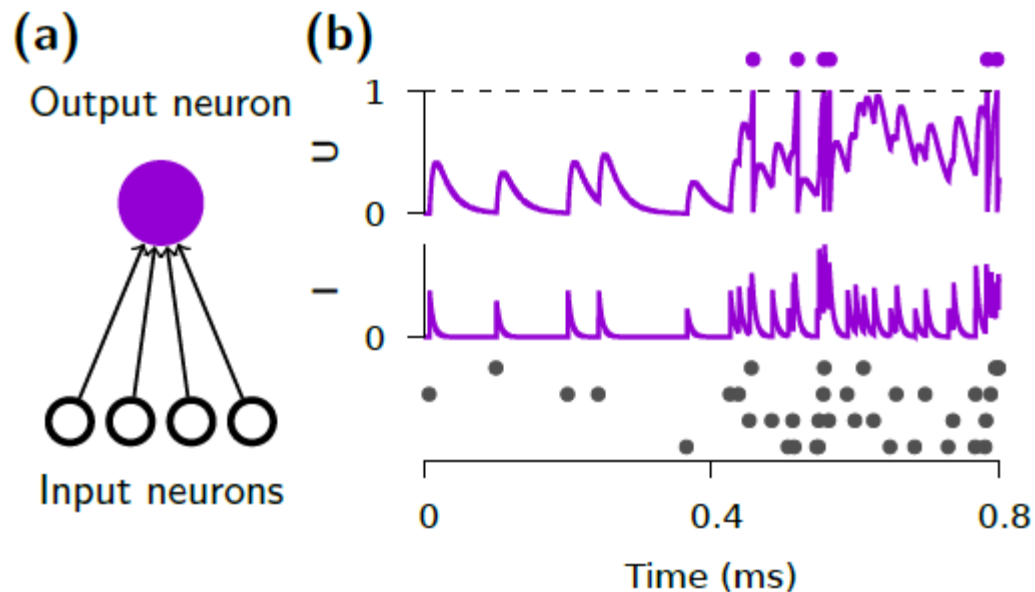 (a)
Output neuron
Input neurons
(b)
1
U
0
I
0
0 0.4 0.8
Time (ms)